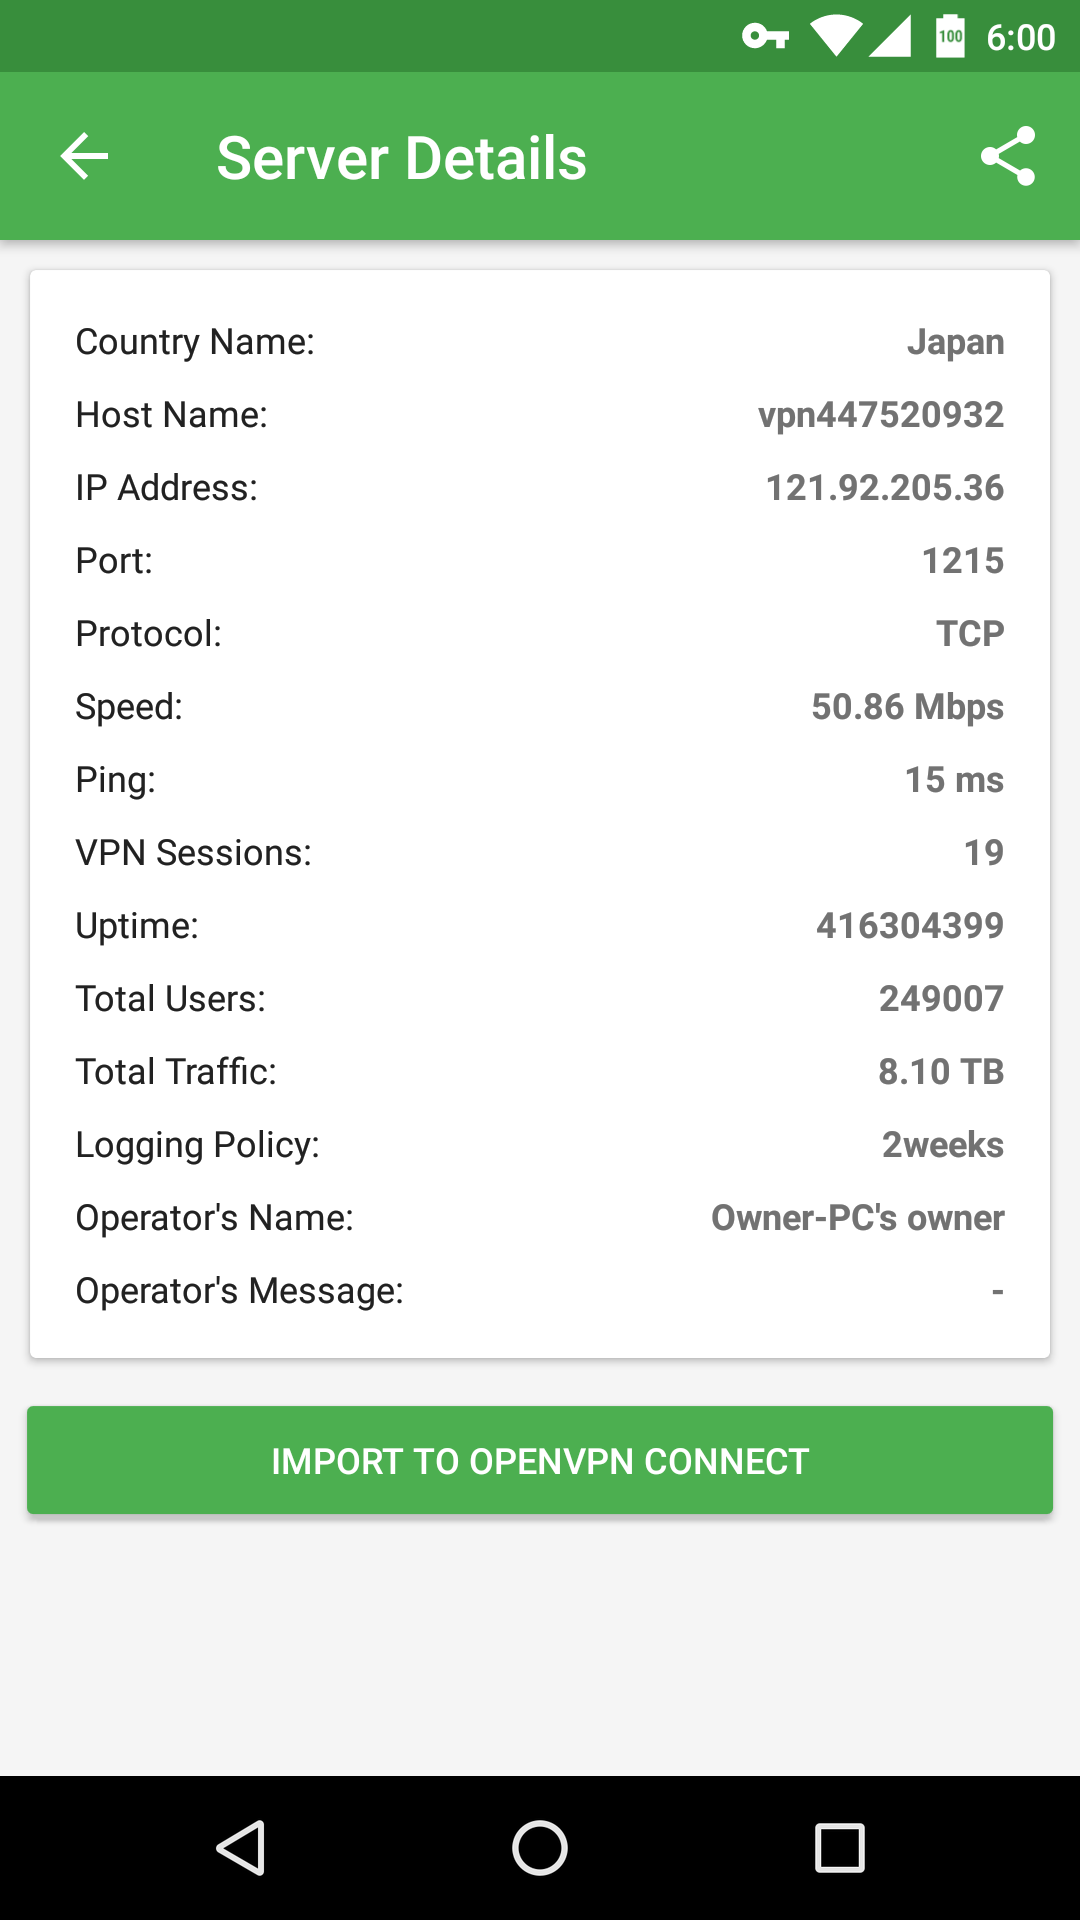 100 6:00
Server Details
Country Name: Japan
Host Name: vpn447520932
IP Address: 121.92.205.36
Port: 1215
Protocol: TCP
Speed: 50.86 Mbps
Ping: 15 ms
VPN Sessions: 19
Uptime: 416304399
Total Users: 249007
Total Traffic: 8.10 TB
Logging Policy: 2weeks
Operator's Name: Owner-PC's owner
Operator's Message: -
IMPORT TO OPENVPN CONNECT